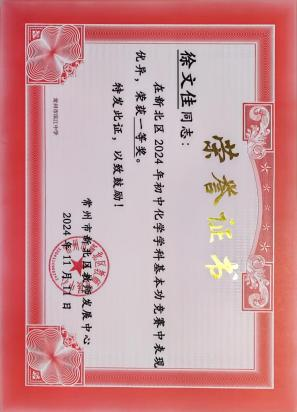 荣誉证书
徐文佳同志：
在新北区2024年初中化学学科基本功竞赛中表现
优异，荣获一等奖。
特发此证，以致鼓励！
常州市新北区教师发展中心
2024年11月11日